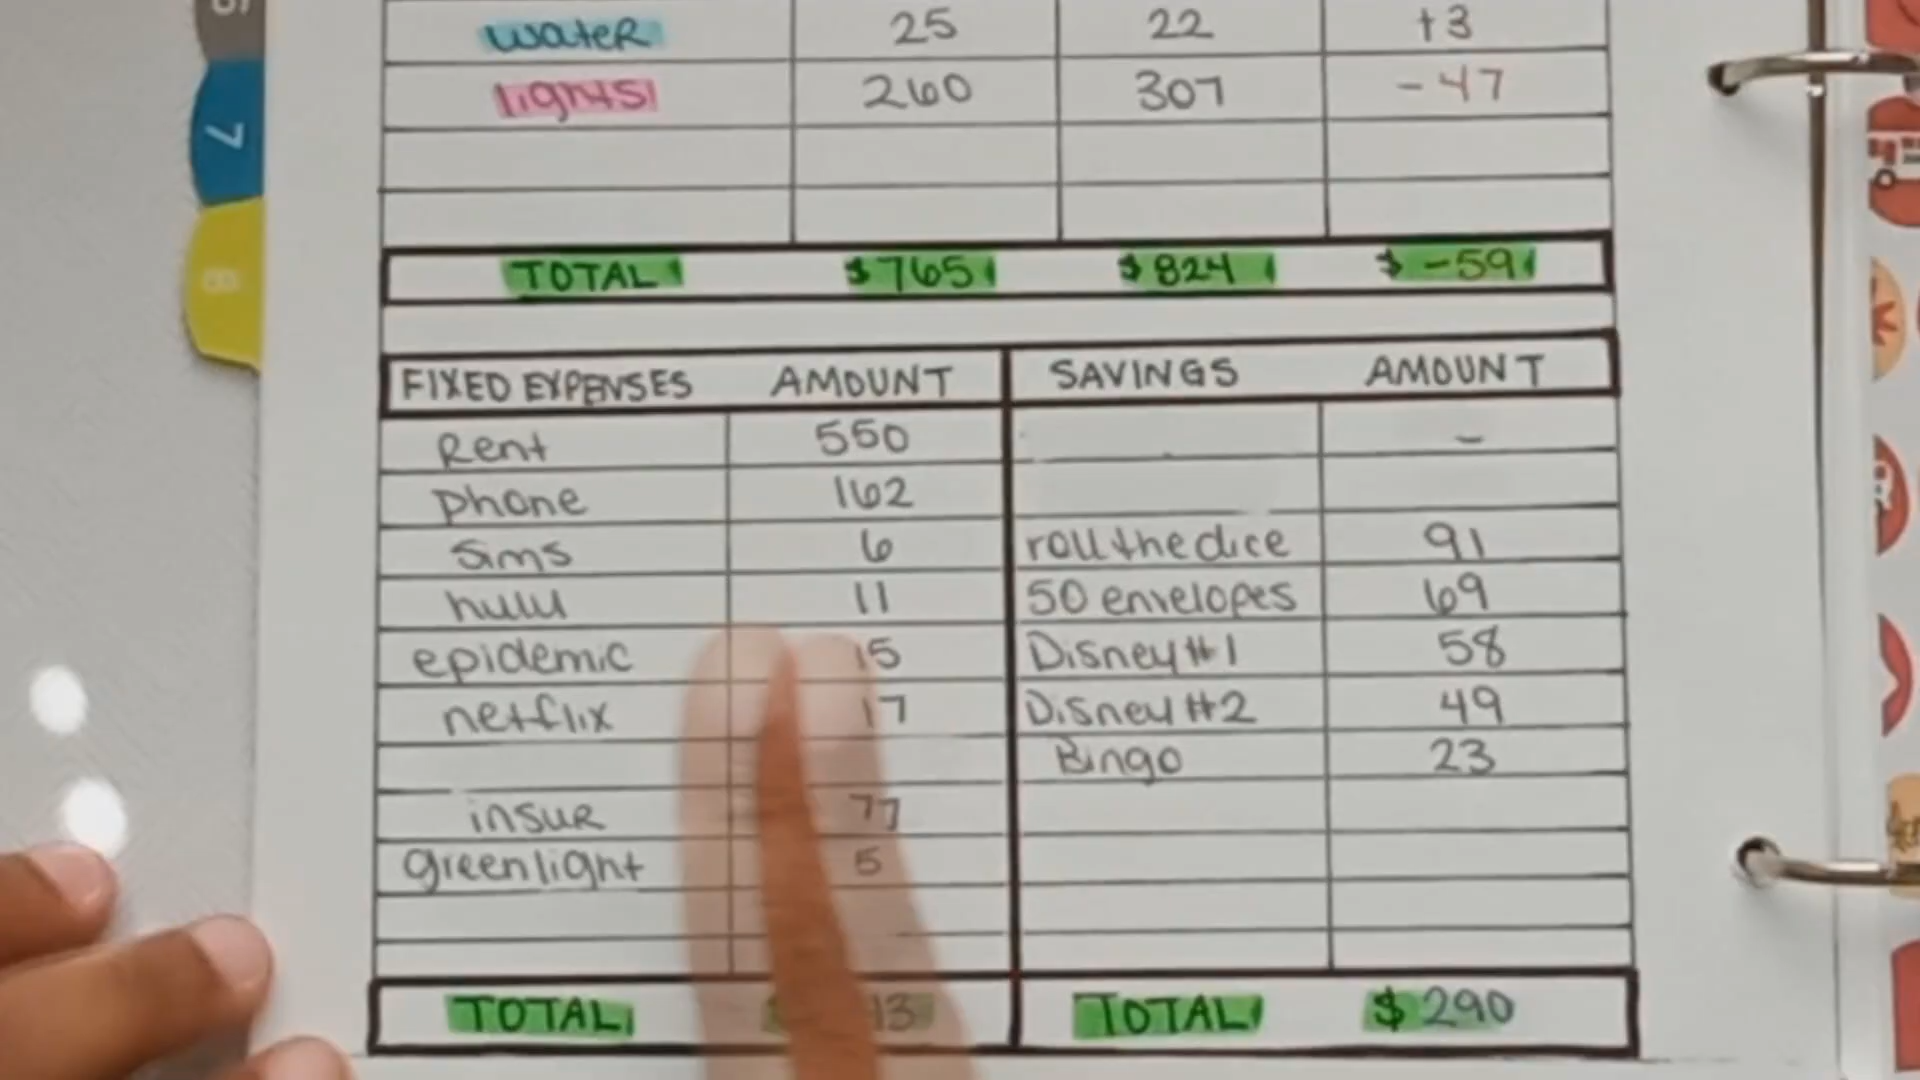 water 25 22 +3
lights 260 307 -47
TOTAL $765 $824 $-59
FIXED EXPENSES AMOUNT SAVINGS AMOUNT
Rent 550 -
phone 162
sims 6 roll the dice 91
hulu 11 50 envelopes 69
epidemic 15 Disney #1 58
netflix 17 Disney #2 49
Bingo 23
insur 77
greenlight 5
TOTAL TOTAL $290
7
8